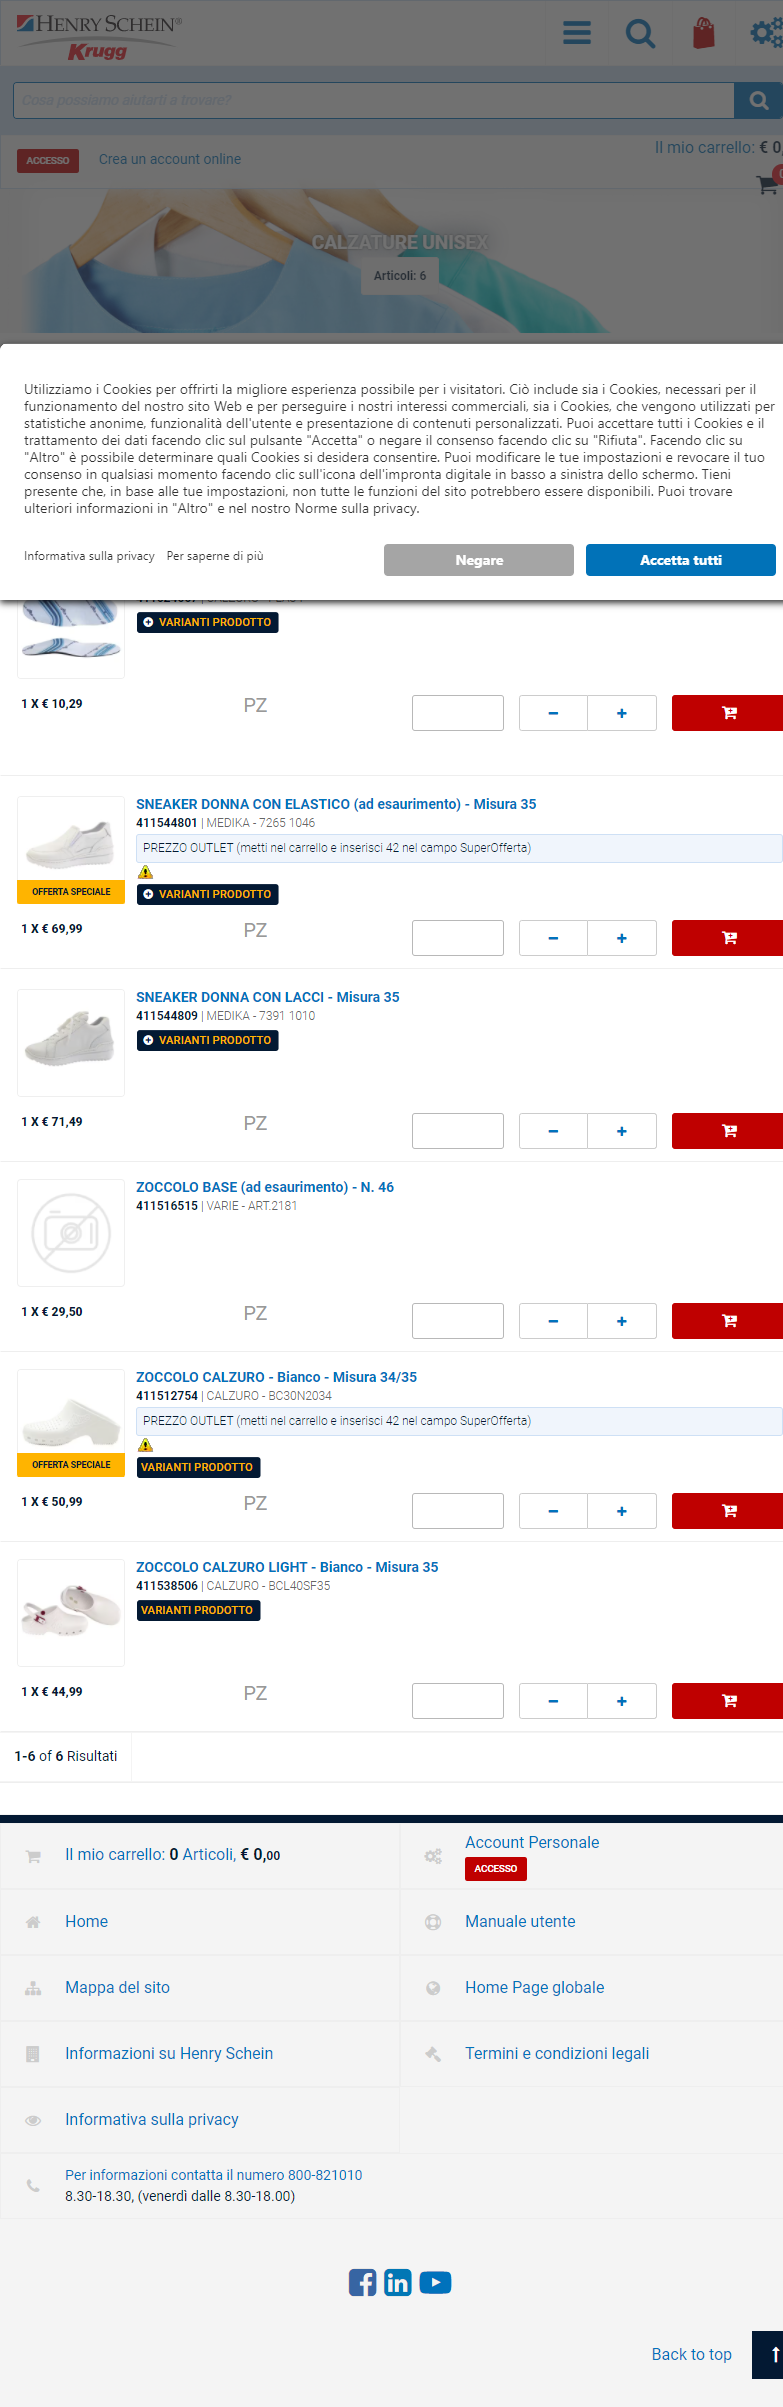 HENRY SCHEIN®
Krugg
Cosa possiamo aiutarti a trovare?
ACCESSO
Crea un account online
Il mio carrello: € 0,
CALZATURE UNISEX
Articoli: 6
Utilizziamo i Cookies per offrirti la migliore esperienza possibile per i visitatori. Ciò include sia i Cookies, necessari per il
funzionamento del nostro sito Web e per perseguire i nostri interessi commerciali, sia i Cookies, che vengono utilizzati per
statistiche anonime, funzionalità dell'utente e presentazione di contenuti personalizzati. Puoi accettare tutti i Cookies e il
trattamento dei dati facendo clic sul pulsante "Accetta" o negare il consenso facendo clic su "Rifiuta". Facendo clic su
"Altro" è possibile determinare quali Cookies si desidera consentire. Puoi modificare le tue impostazioni e revocare il tuo
consenso in qualsiasi momento facendo clic sull'icona dell'impronta digitale in basso a sinistra dello schermo. Tieni
presente che, in base alle tue impostazioni, non tutte le funzioni del sito potrebbero essere disponibili. Puoi trovare
ulteriori informazioni in "Altro" e nel nostro Norme sulla privacy.
Informativa sulla privacy Per saperne di più
Negare
Accetta tutti
VARIANTI PRODOTTO
1 X € 10,29
PZ
SNEAKER DONNA CON ELASTICO (ad esaurimento) - Misura 35
411544801 | MEDIKA - 7265 1046
PREZZO OUTLET (metti nel carrello e inserisci 42 nel campo SuperOfferta)
OFFERTA SPECIALE
VARIANTI PRODOTTO
1 X € 69,99
PZ
SNEAKER DONNA CON LACCI - Misura 35
411544809 | MEDIKA - 7391 1010
VARIANTI PRODOTTO
1 X € 71,49
PZ
ZOCCOLO BASE (ad esaurimento) - N. 46
411516515 | VARIE - ART.2181
1 X € 29,50
PZ
ZOCCOLO CALZURO - Bianco - Misura 34/35
411512754 | CALZURO - BC30N2034
PREZZO OUTLET (metti nel carrello e inserisci 42 nel campo SuperOfferta)
OFFERTA SPECIALE
VARIANTI PRODOTTO
1 X € 50,99
PZ
ZOCCOLO CALZURO LIGHT - Bianco - Misura 35
411538506 | CALZURO - BCL40SF35
VARIANTI PRODOTTO
1 X € 44,99
PZ
1-6 of 6 Risultati
Il mio carrello: 0 Articoli, € 0,00
Account Personale
ACCESSO
Home
Manuale utente
Mappa del sito
Home Page globale
Informazioni su Henry Schein
Termini e condizioni legali
Informativa sulla privacy
Per informazioni contatta il numero 800-821010
8.30-18.30, (venerdì dalle 8.30-18.00)
Back to top